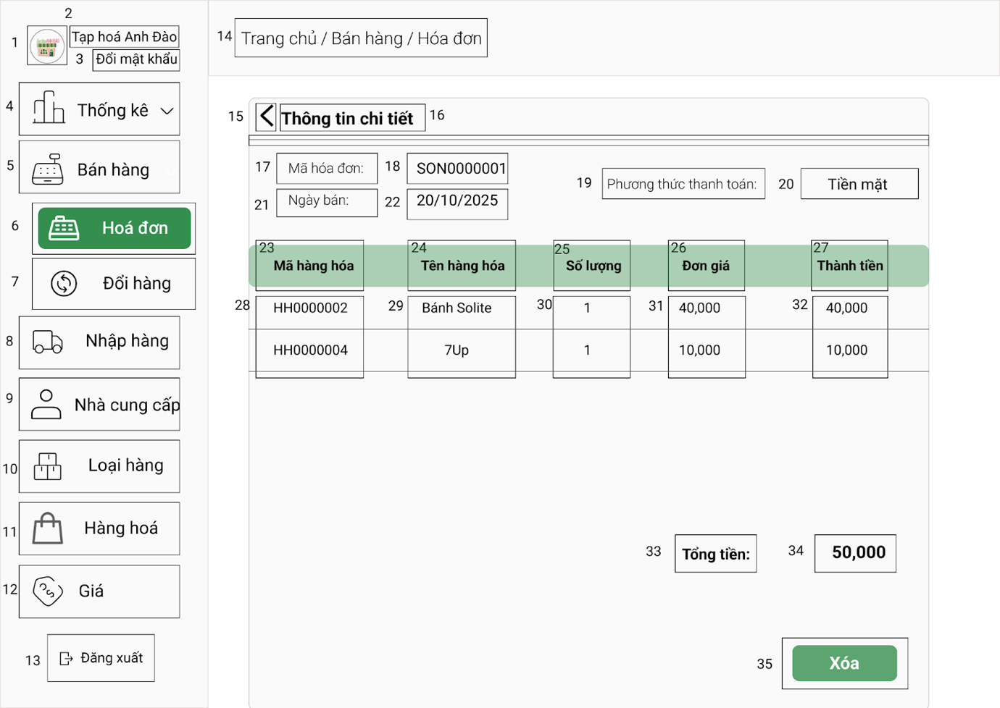 2
1
Tạp hoá Anh Đào
3 Đổi mật khẩu
4 Thống kê
5 Bán hàng
6 Hoá đơn
7 Đổi hàng
8 Nhập hàng
9 Nhà cung cấp
10 Loại hàng
11 Hàng hoá
12 Giá
13 Đăng xuất
14 Trang chủ / Bán hàng / Hóa đơn
15 Thông tin chi tiết 16
17 Mã hóa đơn: 18 SON0000001
19 Phương thức thanh toán: 20 Tiền mặt
21 Ngày bán: 22 20/10/2025
23 24 25 26 27
Mã hàng hóa Tên hàng hóa Số lượng Đơn giá Thành tiền
28 HH0000002 29 Bánh Solite 30 1 31 40,000 32 40,000
HH0000004 7Up 1 10,000 10,000
33 Tổng tiền: 34 50,000
35 Xóa